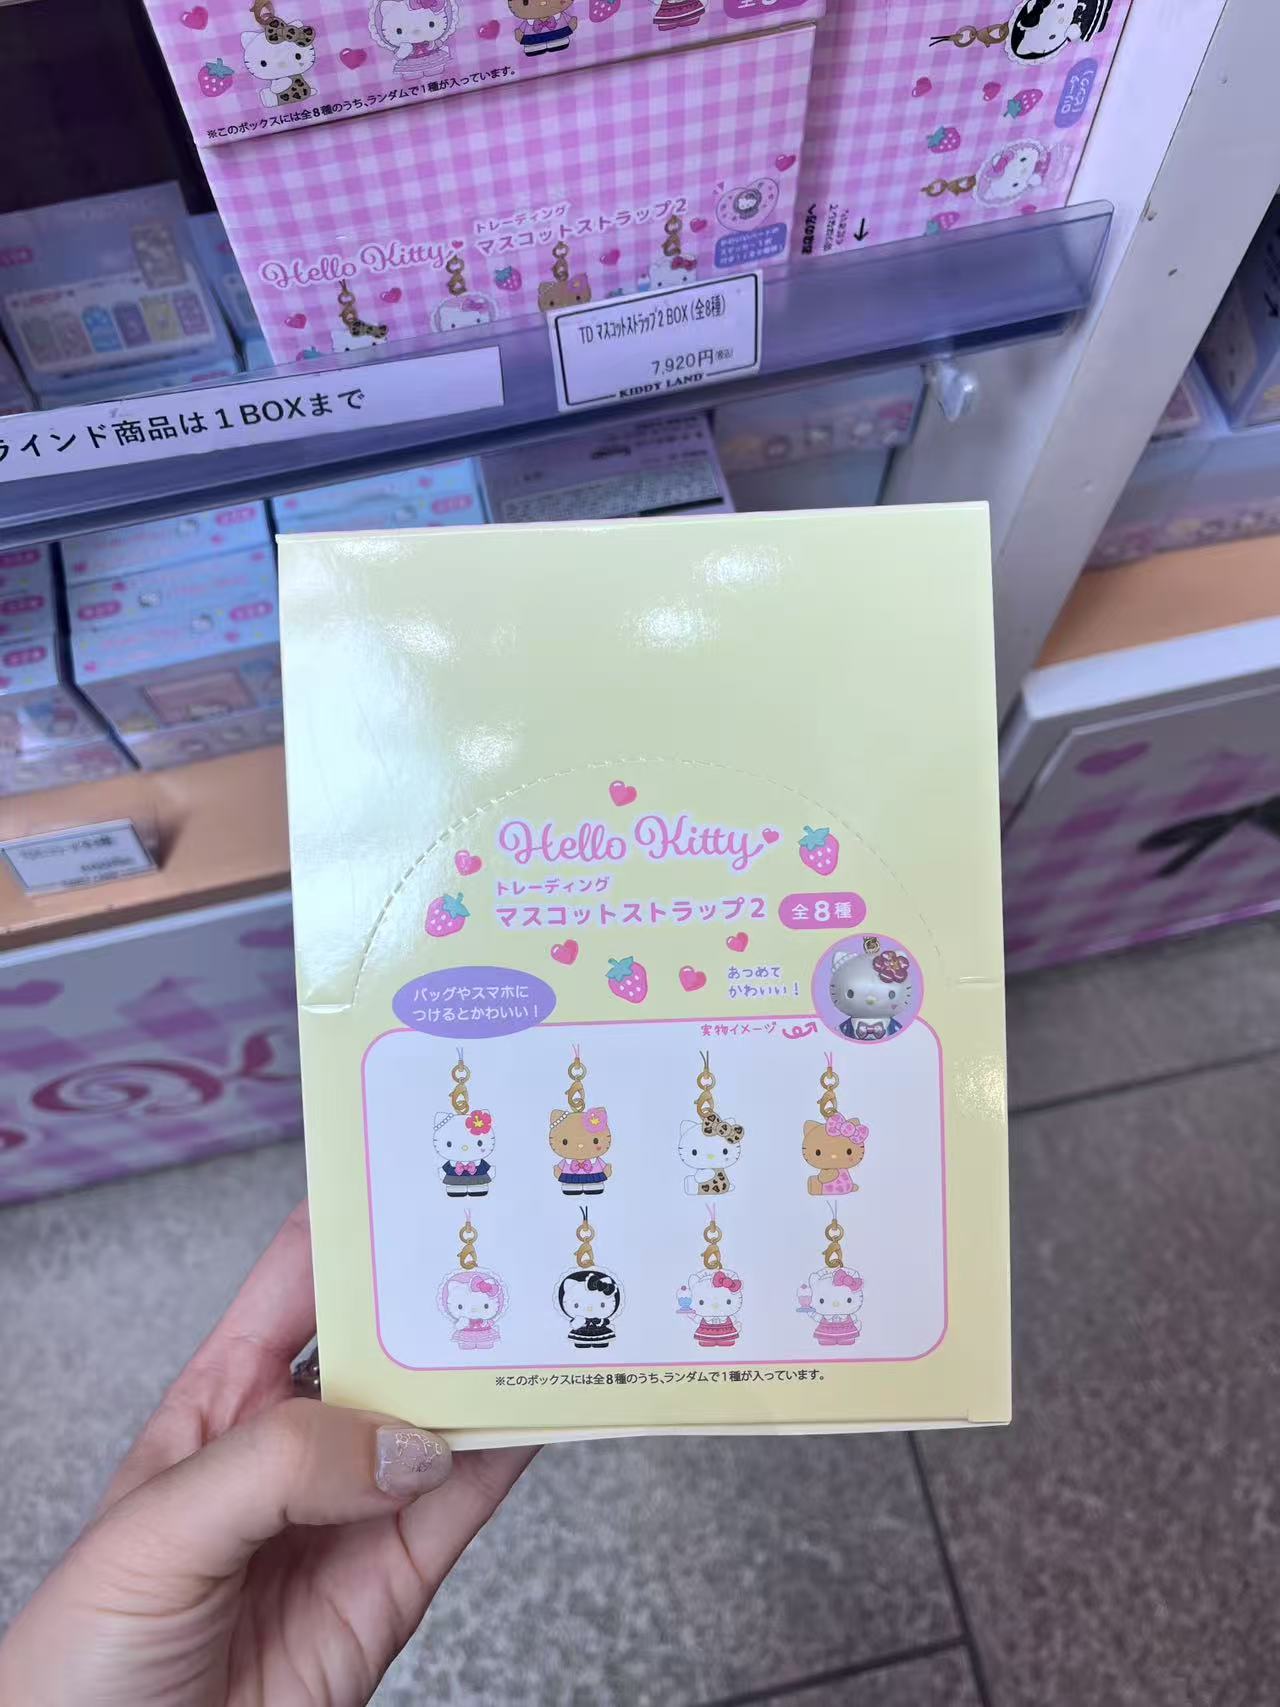 ※このボックスには全8種のうち、ランダムで1種が入っています。
Hello Kitty
トレーディング
マスコットストラップ2
TD マスコットストラップ2 BOX(全8種)
7,920円(税込)
KIDDY LAND
ラインド商品は1BOXまで
Hello Kitty
トレーディング
マスコットストラップ2
全8種
あつめて
かわいい!
バッグやスマホに
つけるとかわいい!
実物イメージ
※このボックスには全8種のうち、ランダムで1種が入っています。